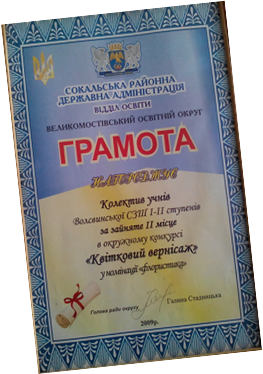 СОКАЛЬСЬКА РАЙОННА
ДЕРЖАВНА АДМІНІСТРАЦІЯ
ВІДДІЛ ОСВІТИ
ВЕЛИКОМОСТІВСЬКИЙ ОСВІТНІЙ ОКРУГ
ГРАМОТА
НАГОРОДЖУЄ
Колектив учнів
Волсвинської СЗШ І-ІІ ступенів
за зайняте ІІ місце
в окружному конкурсі
«Квітковий вернісаж»
у номінації «флористика»
Голова ради округу Галина Стадницька
2009р.